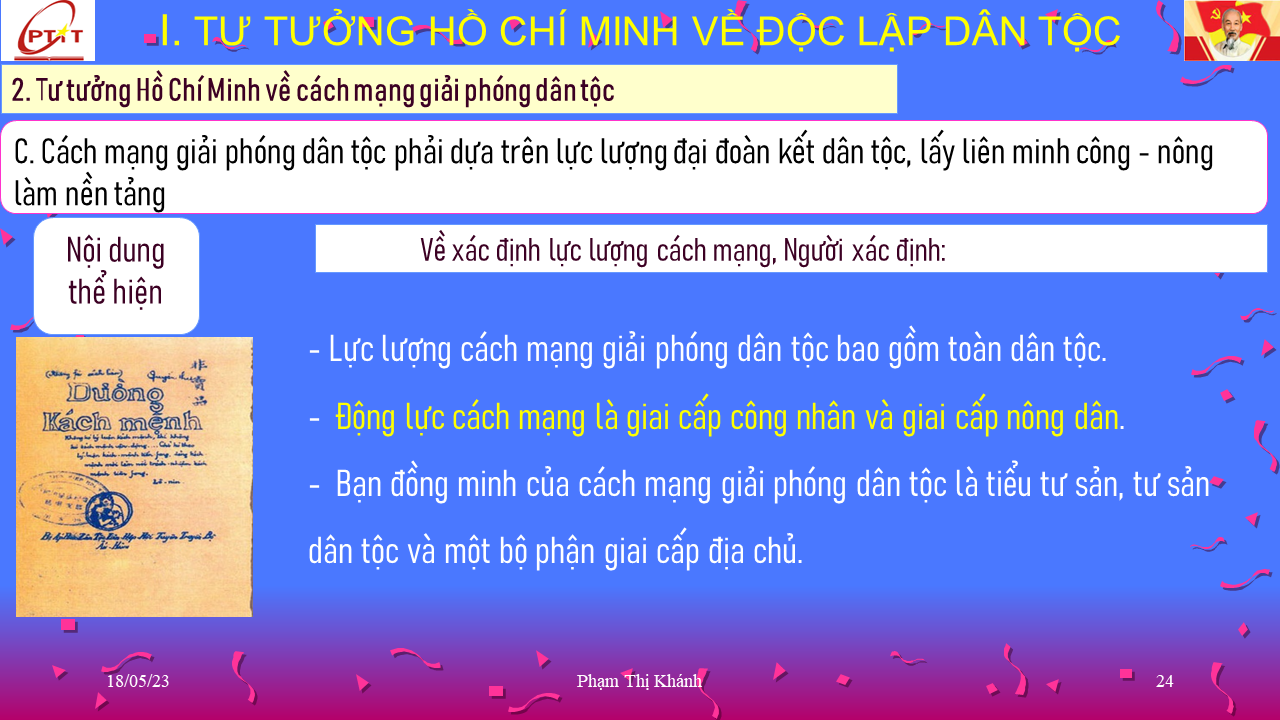 PTIT
I. TƯ TƯỞNG HỒ CHÍ MINH VỀ ĐỘC LẬP DÂN TỘC
2. Tư tưởng Hồ Chí Minh về cách mạng giải phóng dân tộc
C. Cách mạng giải phóng dân tộc phải dựa trên lực lượng đại đoàn kết dân tộc, lấy liên minh công - nông
làm nền tảng
Nội dung
thể hiện
Về xác định lực lượng cách mạng, Người xác định:
- Lực lượng cách mạng giải phóng dân tộc bao gồm toàn dân tộc.
- Động lực cách mạng là giai cấp công nhân và giai cấp nông dân.
- Bạn đồng minh của cách mạng giải phóng dân tộc là tiểu tư sản, tư sản
dân tộc và một bộ phận giai cấp địa chủ.
Đường
Kách mệnh
18/05/23
Phạm Thị Khánh
24